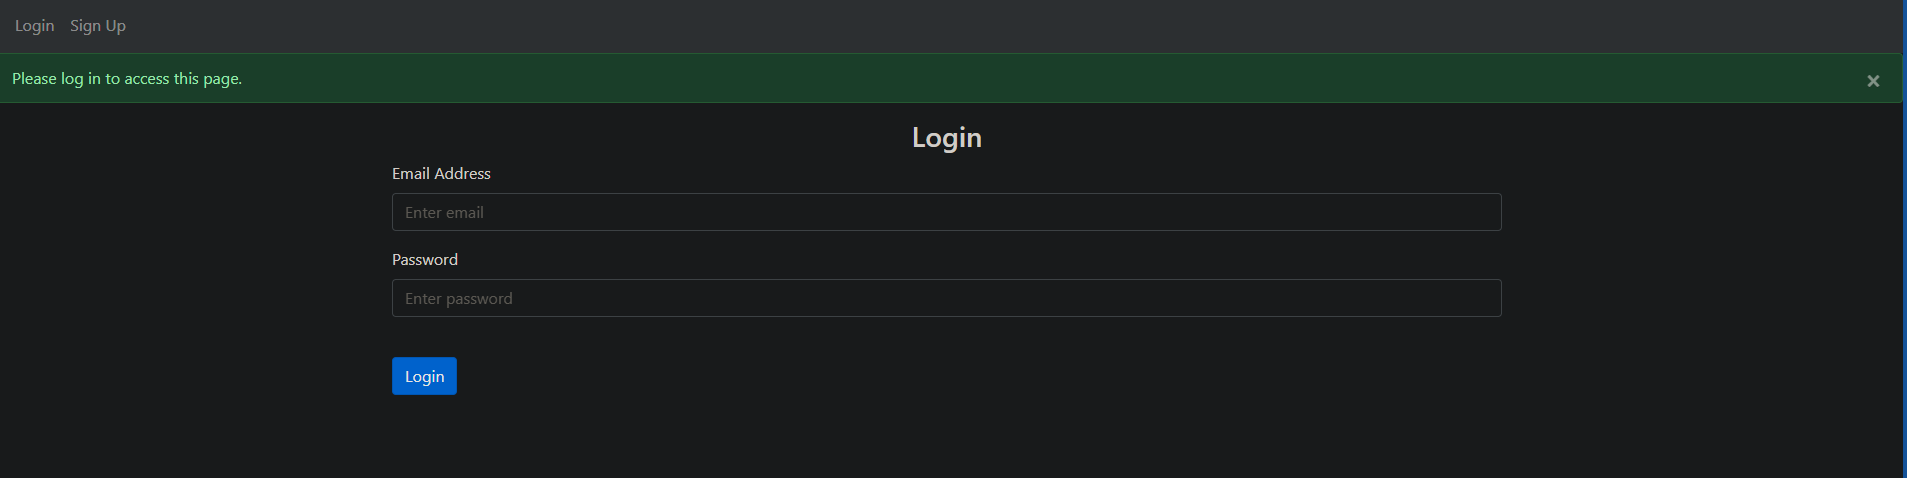 Login Sign Up
Please log in to access this page.
×
Login
Email Address
Enter email
Password
Enter password
Login